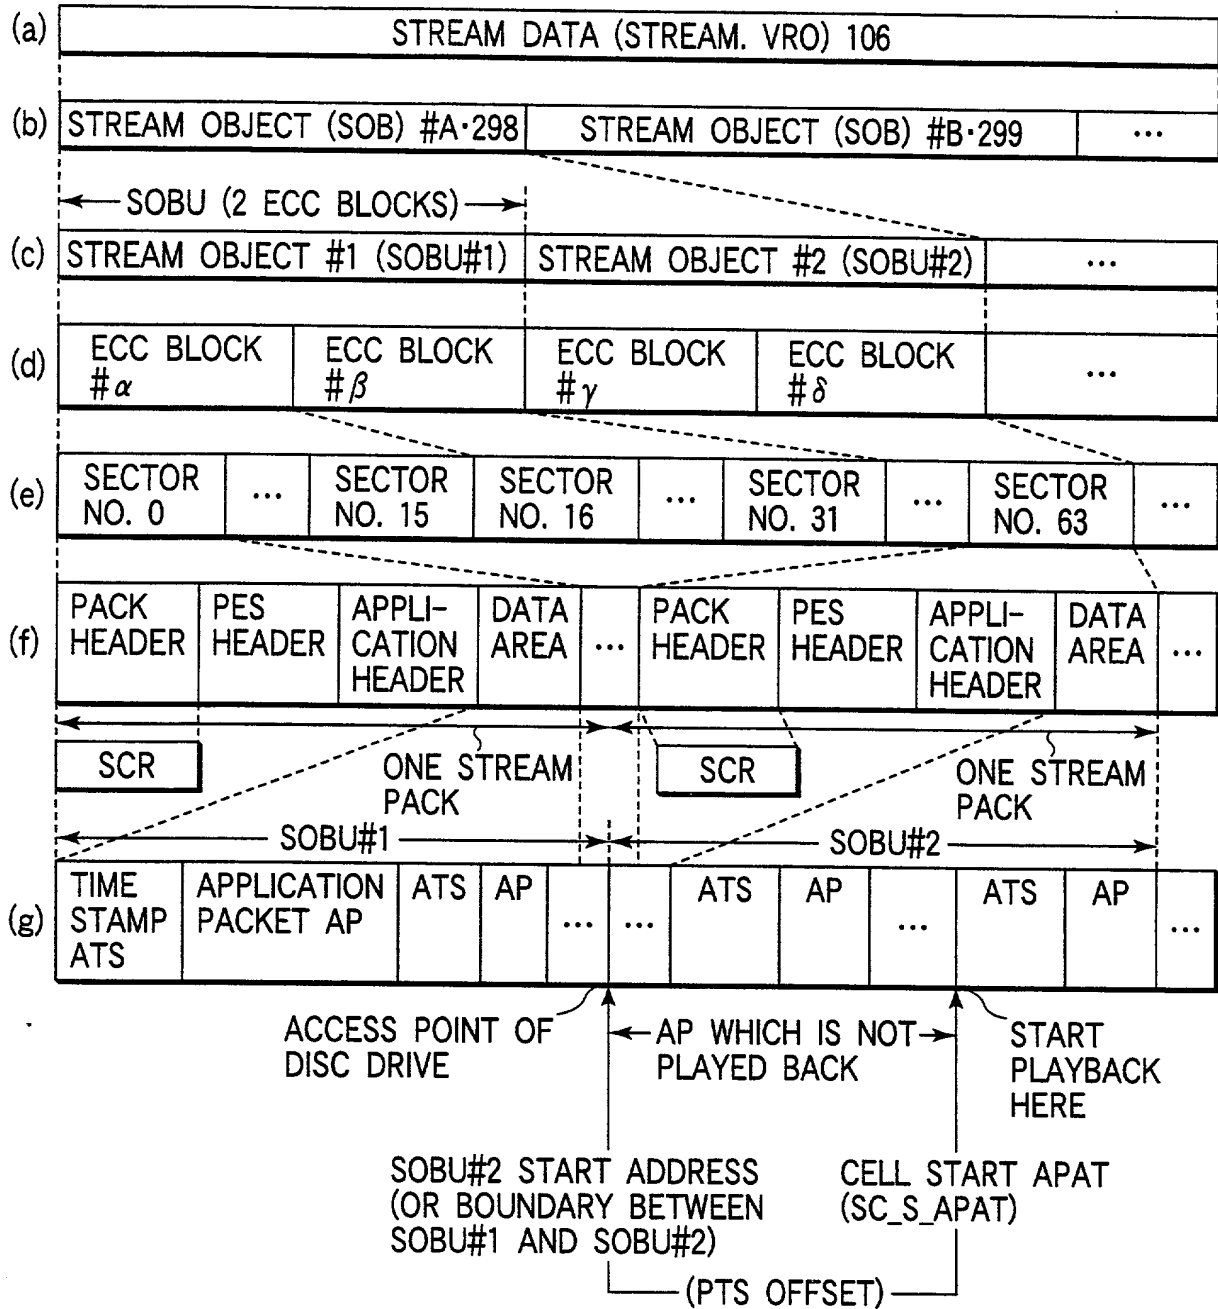 (a) STREAM DATA (STREAM. VRO) 106
(b) STREAM OBJECT (SOB) #A·298 STREAM OBJECT (SOB) #B·299 ···
SOBU (2 ECC BLOCKS)
(c) STREAM OBJECT #1 (SOBU#1) STREAM OBJECT #2 (SOBU#2) ···
(d) ECC BLOCK #α ECC BLOCK #β ECC BLOCK #γ ECC BLOCK #δ ···
(e) SECTOR NO. 0 ··· SECTOR NO. 15 SECTOR NO. 16 ··· SECTOR NO. 31 ··· SECTOR NO. 63 ···
(f) PACK HEADER PES HEADER APPLI-CATION HEADER DATA AREA ··· PACK HEADER PES HEADER APPLI-CATION HEADER DATA AREA ···
SCR ONE STREAM PACK SCR ONE STREAM PACK
SOBU#1 SOBU#2
(g) TIME STAMP ATS APPLICATION PACKET AP ATS AP ··· ··· ATS AP ··· ATS AP ···
ACCESS POINT OF DISC DRIVE
AP WHICH IS NOT PLAYED BACK
START PLAYBACK HERE
SOBU#2 START ADDRESS
(OR BOUNDARY BETWEEN
SOBU#1 AND SOBU#2)
CELL START APAT
(SC_S_APAT)
(PTS OFFSET)